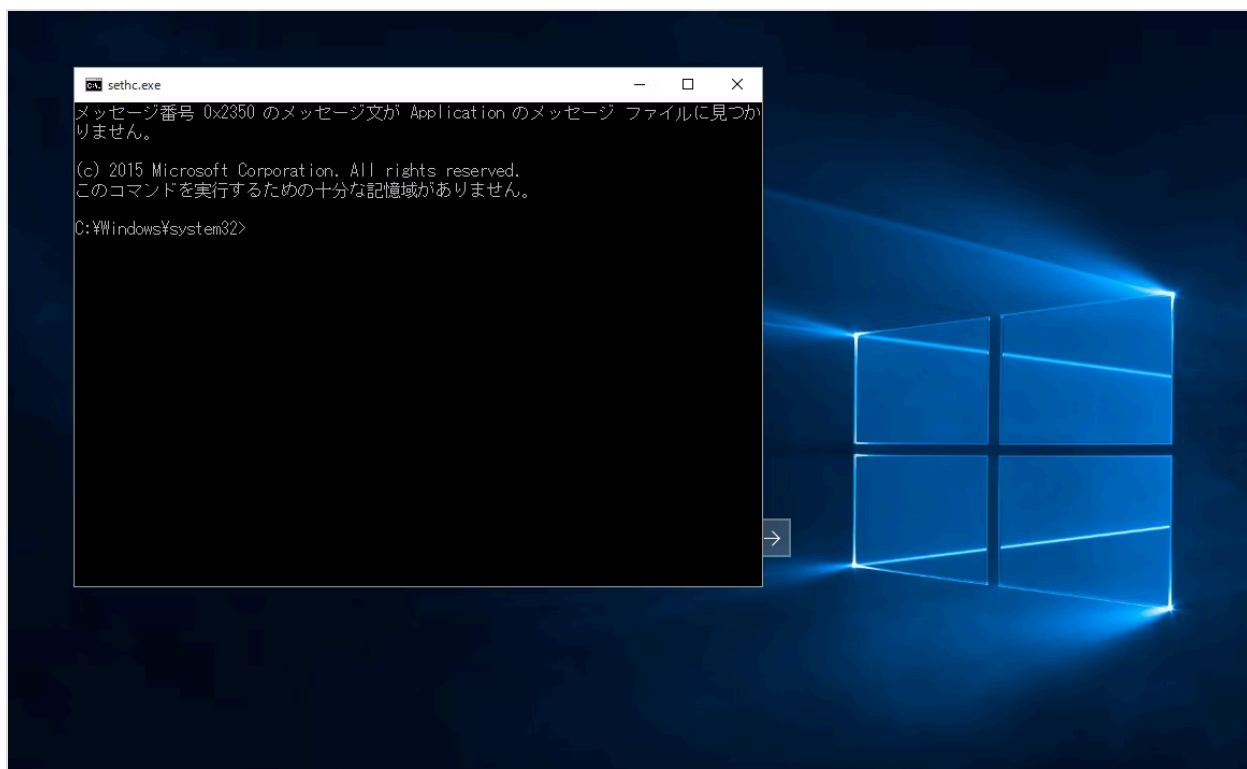 sethc.exe
メッセージ番号 0x2350 のメッセージ文が Application のメッセージ ファイルに見つか
りません。
(c) 2015 Microsoft Corporation. All rights reserved.
このコマンドを実行するための十分な記憶域がありません。
C:¥Windows¥system32>